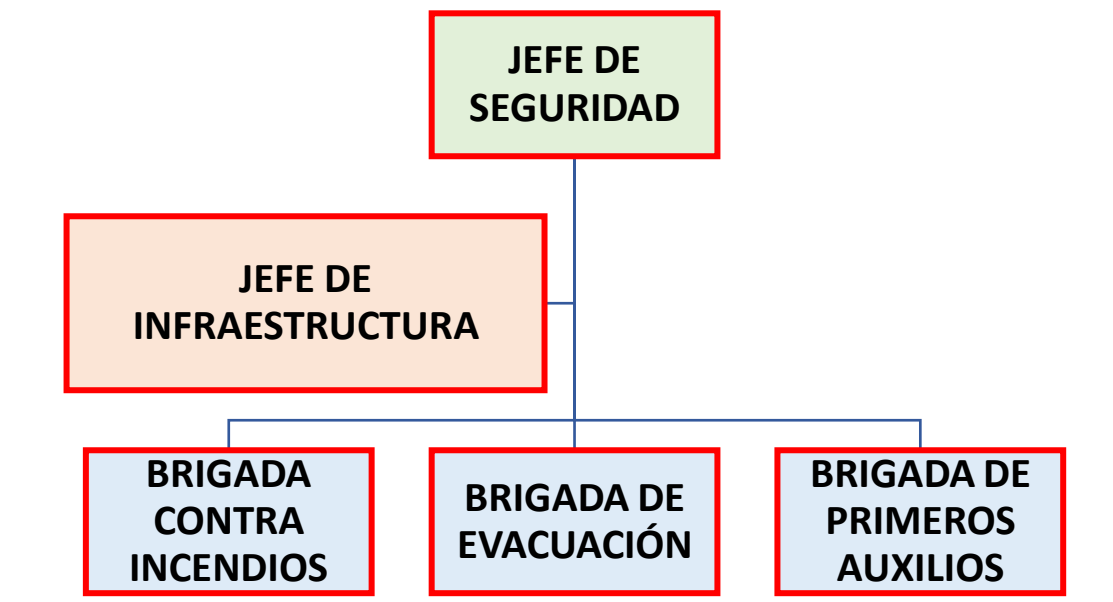 JEFE DE
SEGURIDAD
JEFE DE
INFRAESTRUCTURA
BRIGADA
CONTRA
INCENDIOS
BRIGADA DE
EVACUACIÓN
BRIGADA DE
PRIMEROS
AUXILIOS